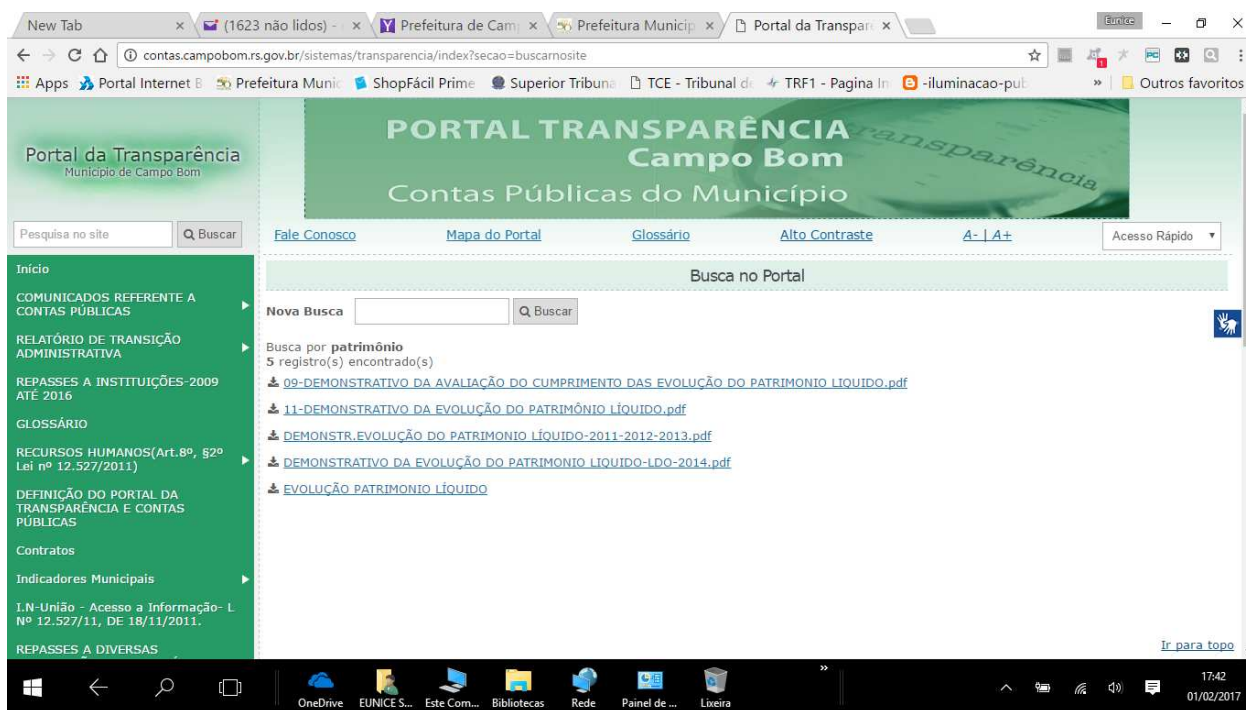 New Tab
(1623 não lidos) -
Prefeitura de Cam
Prefeitura Municip
Portal da Transpare
Eunice
contas.campobom.rs.gov.br/sistemas/transparencia/index?secao=buscarnosite
Apps
Portal Internet B
Prefeitura Munic
ShopFácil Prime
Superior Tribuna
TCE - Tribunal de
TRF1 - Pagina In
-iluminacao-pub
»
Outros favoritos
Portal da Transparência
Município de Campo Bom
PORTAL TRANSPARÊNCIA
Campo Bom
Contas Públicas do Município
Transparência
Pesquisa no site
Buscar
Fale Conosco
Mapa do Portal
Glossário
Alto Contraste
A- | A+
Acesso Rápido
Início
COMUNICADOS REFERENTE A
CONTAS PÚBLICAS
RELATÓRIO DE TRANSIÇÃO
ADMINISTRATIVA
REPASSES A INSTITUIÇÕES-2009
ATÉ 2016
GLOSSÁRIO
RECURSOS HUMANOS(Art.8º, §2º
Lei nº 12.527/2011)
DEFINIÇÃO DO PORTAL DA
TRANSPARÊNCIA E CONTAS
PÚBLICAS
Contratos
Indicadores Municipais
I.N-União - Acesso a Informação- L
Nº 12.527/11, DE 18/11/2011.
REPASSES A DIVERSAS
Busca no Portal
Nova Busca
Buscar
Busca por patrimônio
5 registro(s) encontrado(s)
09-DEMONSTRATIVO DA AVALIAÇÃO DO CUMPRIMENTO DAS EVOLUÇÃO DO PATRIMONIO LIQUIDO.pdf
11-DEMONSTRATIVO DA EVOLUÇÃO DO PATRIMÔNIO LÍQUIDO.pdf
DEMONSTR.EVOLUÇÃO DO PATRIMONIO LÍQUIDO-2011-2012-2013.pdf
DEMONSTRATIVO DA EVOLUÇÃO DO PATRIMONIO LIQUIDO-LDO-2014.pdf
EVOLUÇÃO PATRIMONIO LÍQUIDO
Ir para topo
OneDrive
EUNICE S...
Este Com...
Bibliotecas
Rede
Painel de ...
Lixeira
»
17:42
01/02/2017